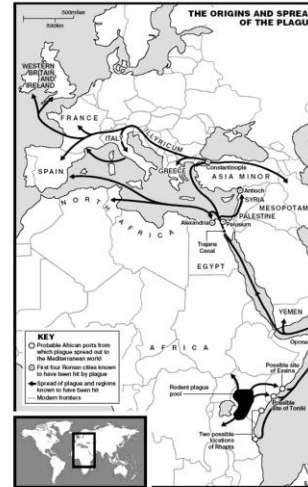 THE ORIGINS AND SPREA
OF THE PLAGU
500miles
500km
WESTERN
BRITAIN
AND
IRELAND
FRANCE
ILLYRICUM
ITALY
SPAIN
GREECE
Constantinople
ASIA MINOR
Antioch
SYRIA
MESOPOTAM
PALESTINE
NORTH AFRICA
Alexandria
Pelusium
Trajans
Canal
EGYPT
YEMEN
Opone
AFRICA
Possible site
of Essina
Rodent plague
pool
Possible
site of Toniki
Two possible
locations
of Rhapta
KEY
Probable African ports from
which plague spread out to
the Mediterranean world
First four Roman cities known
to have been hit by plague
Spread of plague and regions
known to have been hit
Modern frontiers